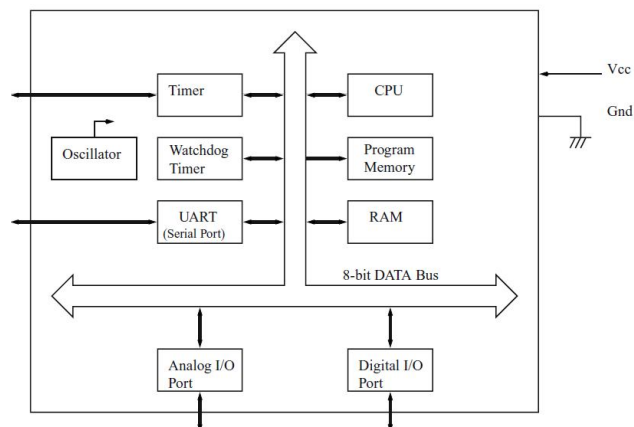 Vcc
Timer
CPU
Gnd
Oscillator
Watchdog
Timer
Program
Memory
UART
(Serial Port)
RAM
8-bit DATA Bus
Analog I/O
Port
Digital I/O
Port